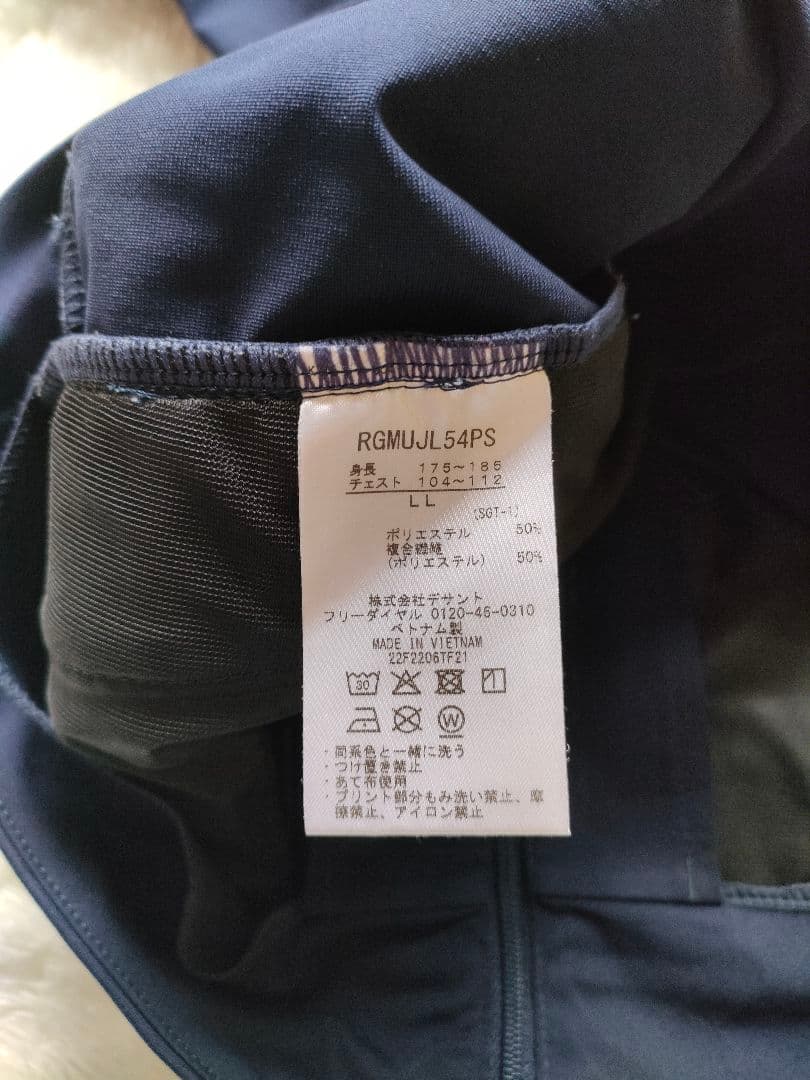 RGMUJL54PS
身長 175～185
チェスト 104～112
LL
(SGT-1)
ポリエステル 50%
複合繊維
(ポリエステル) 50%
株式会社デサント
フリーダイヤル 0120-46-0310
ベトナム製
MADE IN VIETNAM
22F2206TF21
30
W
・同系色と一緒に洗う
・つけ置き禁止
・あて布使用
・プリント部分もみ洗い禁止、摩
擦禁止、アイロン禁止